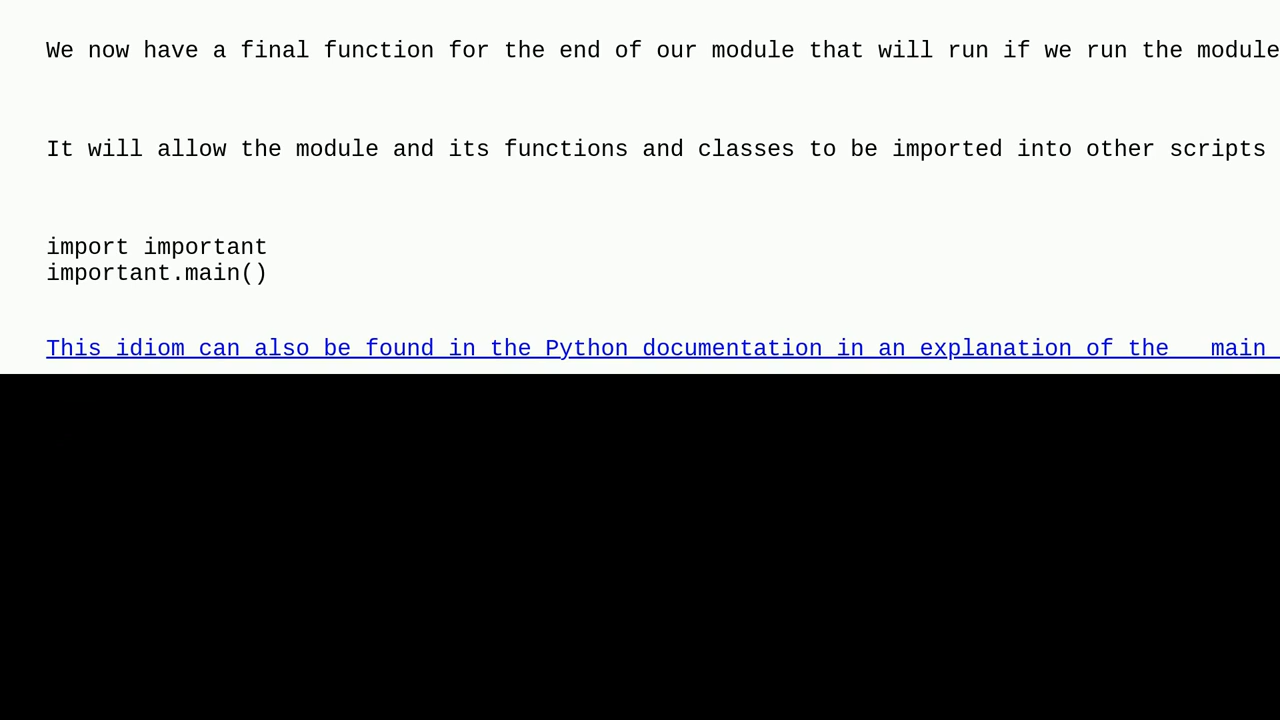 We now have a final function for the end of our module that will run if we run the module
It will allow the module and its functions and classes to be imported into other scripts
import important
important.main()
This idiom can also be found in the Python documentation in an explanation of the __main_